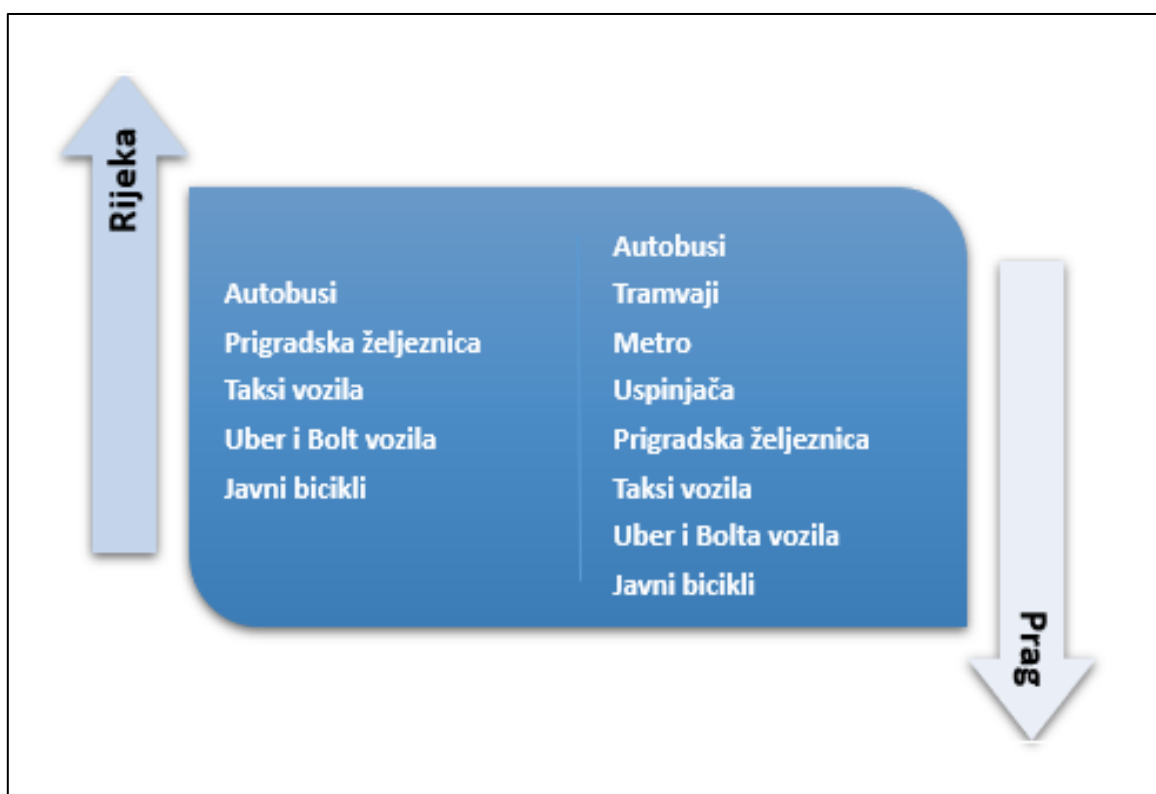 Rijeka
Autobusi
Prigradska željeznica
Taksi vozila
Uber i Bolt vozila
Javni bicikli
Autobusi
Tramvaji
Metro
Uspinjača
Prigradska željeznica
Taksi vozila
Uber i Bolta vozila
Javni bicikli
Prag